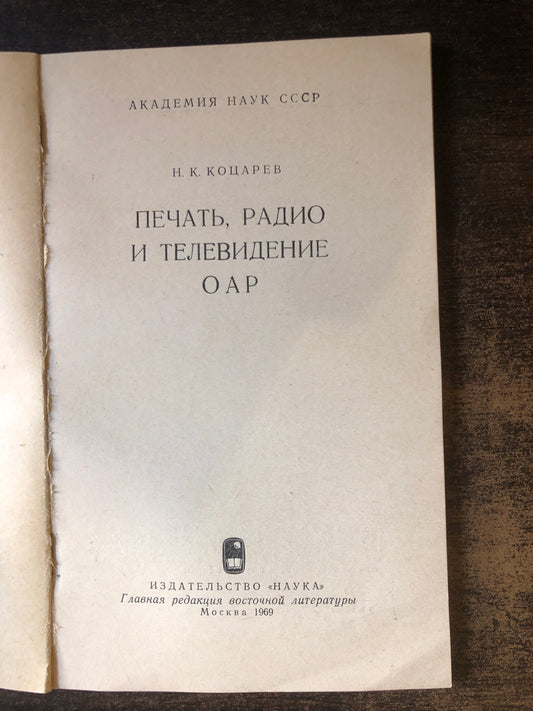 АКАДЕМИЯ НАУК СССР
Н. К. КОЦАРЕВ
ПЕЧАТЬ, РАДИО
И ТЕЛЕВИДЕНИЕ
ОАР
ИЗДАТЕЛЬСТВО «НАУКА»
Главная редакция восточной литературы
Москва 1969